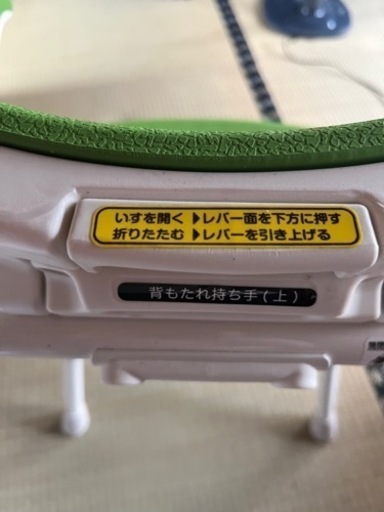 いすを開く ▶レバー面を下方に押す
折りたたむ ▶レバーを引き上げる
背もたれ持ち手(上)